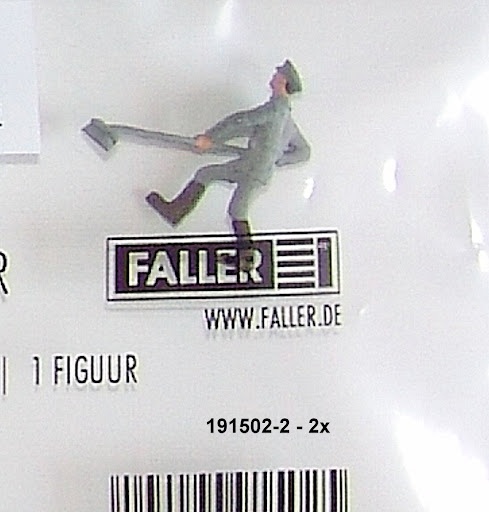 FALLER
R
WWW.FALLER.DE
| 1 FIGUUR
191502-2 - 2x